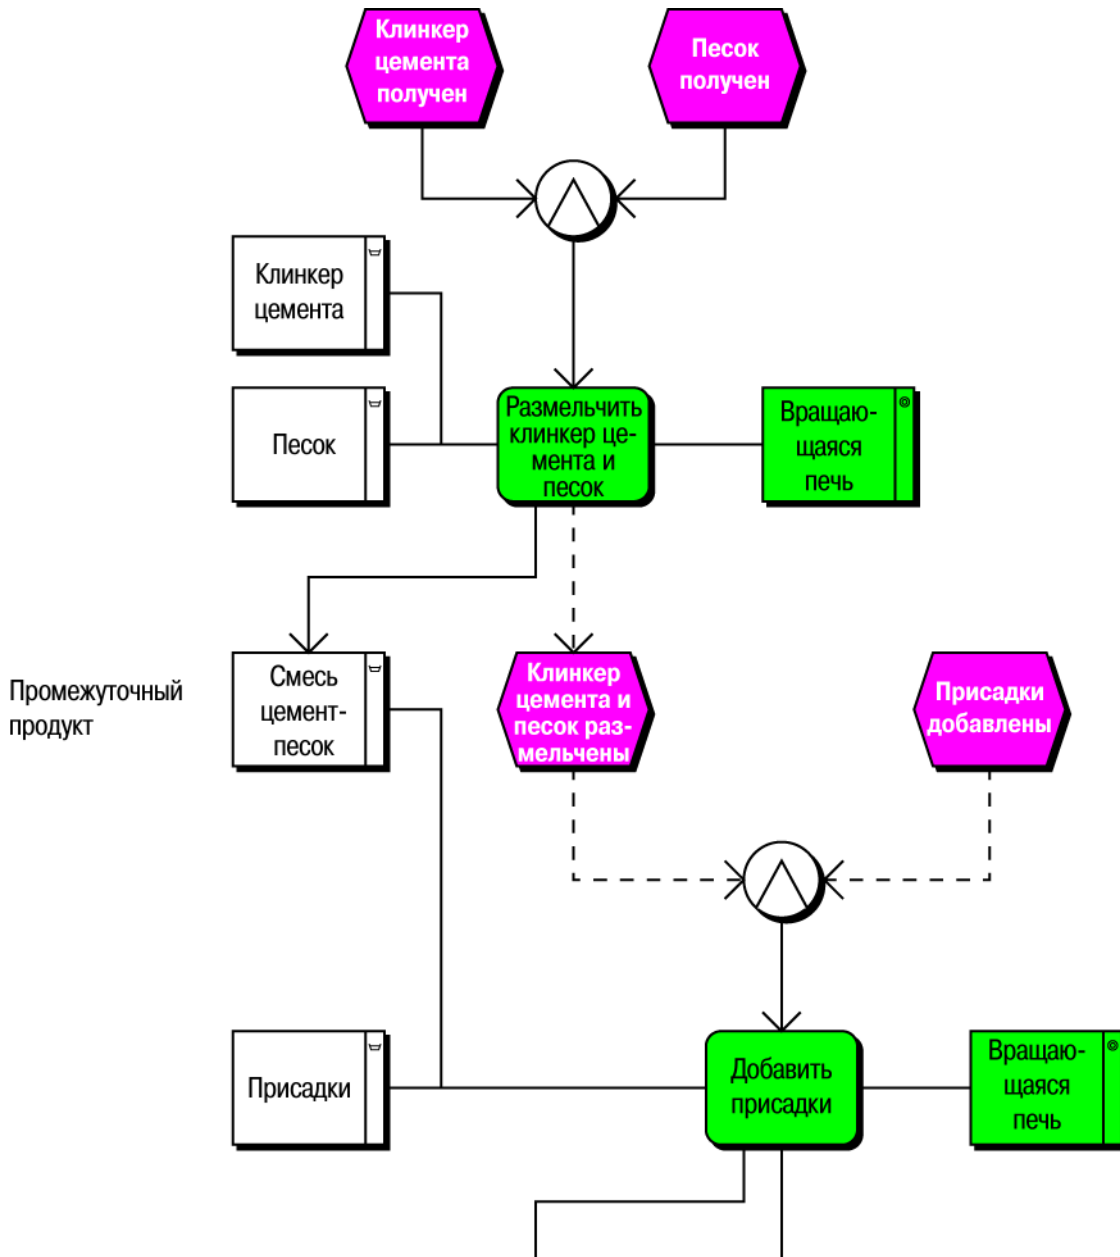 Клинкер
цемента
получен
Песок
получен
Клинкер
цемента
Песок
Размельчить
клинкер це-
мента и
песок
Вращаю-
щаяся
печь
Промежуточный
продукт
Смесь
цемент-
песок
Клинкер
цемента и
песок раз-
мельчены
Присадки
добавлены
Присадки
Добавить
присадки
Вращаю-
щаяся
печь